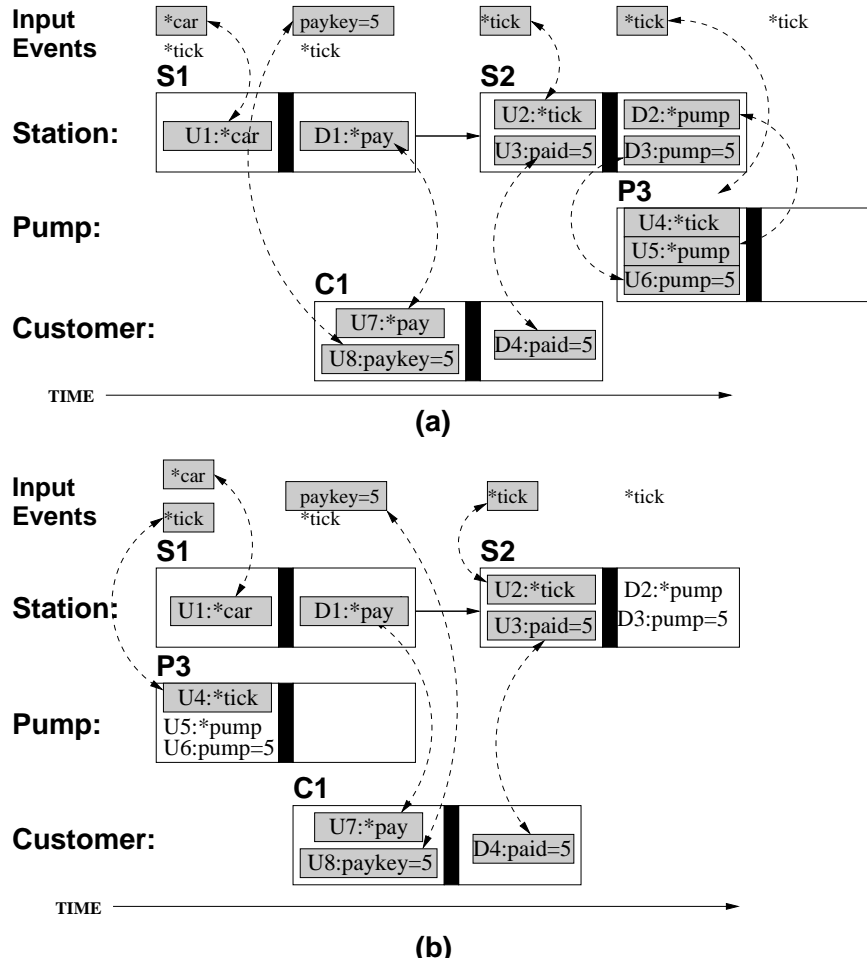 Input Events
*car paykey=5 *tick *tick *tick
*tick *tick
S1 S2
Station:
U1:*car D1:*pay U2:*tick D2:*pump
U3:paid=5 D3:pump=5
P3
Pump:
U4:*tick
U5:*pump
U6:pump=5
C1
Customer:
U7:*pay
U8:paykey=5 D4:paid=5
TIME
(a)
Input Events
*car
paykey=5 *tick *tick
*tick *tick
S1 S2
Station:
U1:*car D1:*pay U2:*tick D2:*pump
U3:paid=5 D3:pump=5
P3
Pump:
U4:*tick
U5:*pump
U6:pump=5
C1
Customer:
U7:*pay
U8:paykey=5 D4:paid=5
TIME
(b)